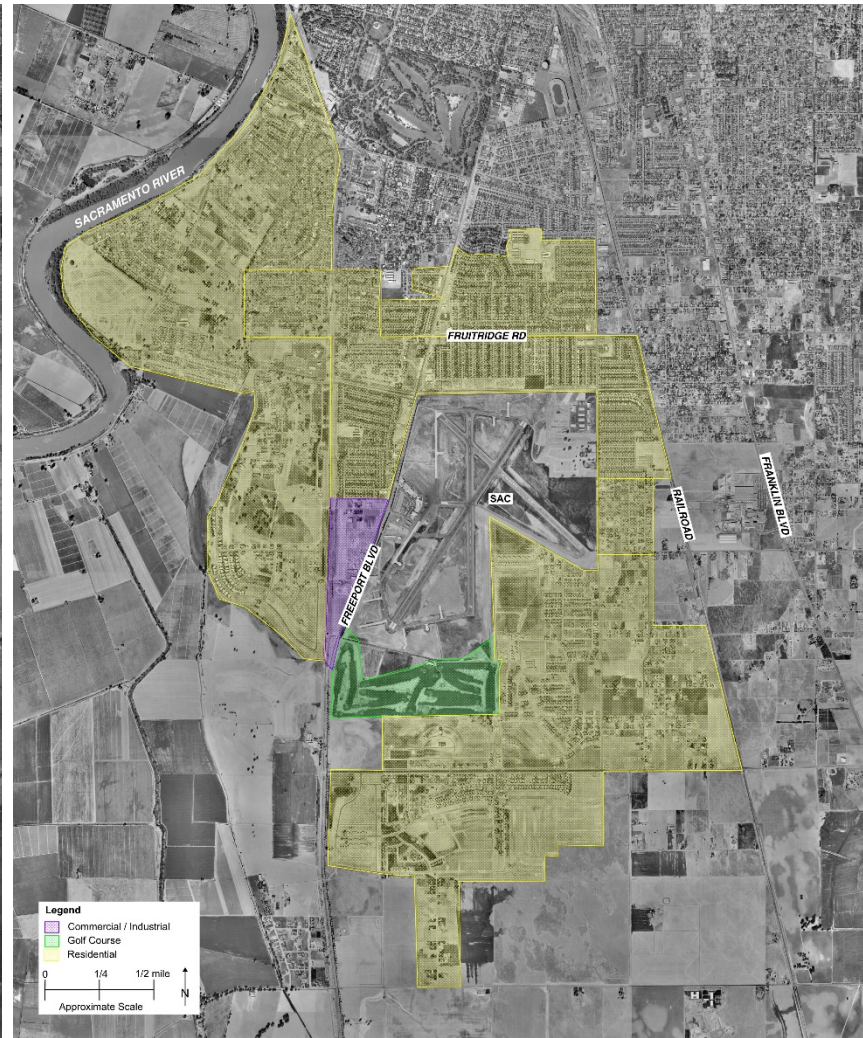 SACRAMENTO RIVER
FRUITRIDGE RD
SAC
FRANKLIN BLVD
RAILROAD
FREEPORT BLVD
Legend
Commercial / Industrial
Golf Course
Residential
0 1/4 1/2 mile
N
Approximate Scale